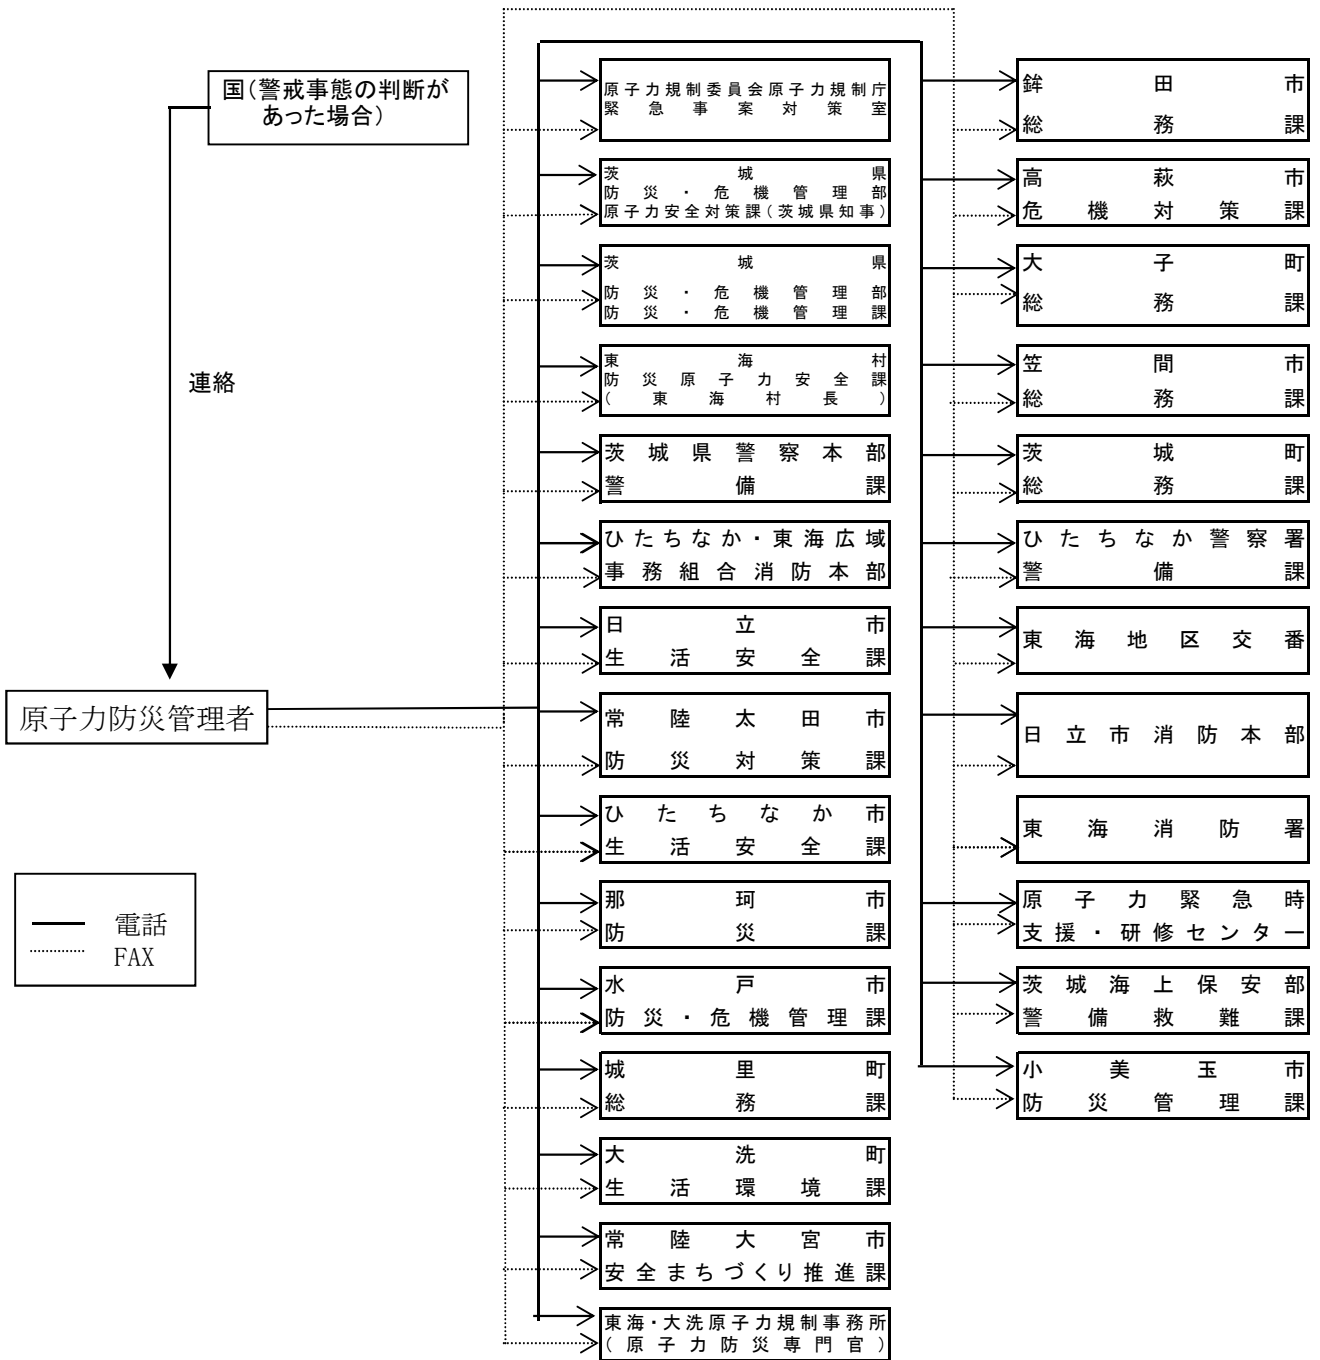 国（警戒事態の判断が
あった場合）
連絡
原子力防災管理者
電話
FAX
原子力規制委員会原子力規制庁
緊急事案対策室
茨城県
防災・危機管理部
原子力安全対策課（茨城県知事）
茨城県
防災・危機管理部
防災・危機管理課
東海村
防災原子力安全課
（東海村長）
茨城県警察本部
警備課
ひたちなか・東海広域
事務組合消防本部
日立市
生活安全課
常陸太田市
防災対策課
ひたちなか市
生活安全課
那珂市
防災課
水戸市
防災・危機管理課
城里町
総務課
大洗町
生活環境課
常陸大宮市
安全まちづくり推進課
東海・大洗原子力規制事務所
（原子力防災専門官）
鉾田市
総務課
高萩市
危機対策課
大子町
総務課
笠間市
総務課
茨城町
総務課
ひたちなか警察署
警備課
東海地区交番
日立市消防本部
東海消防署
原子力緊急時
支援・研修センター
茨城海上保安部
警備救難課
小美玉市
防災管理課